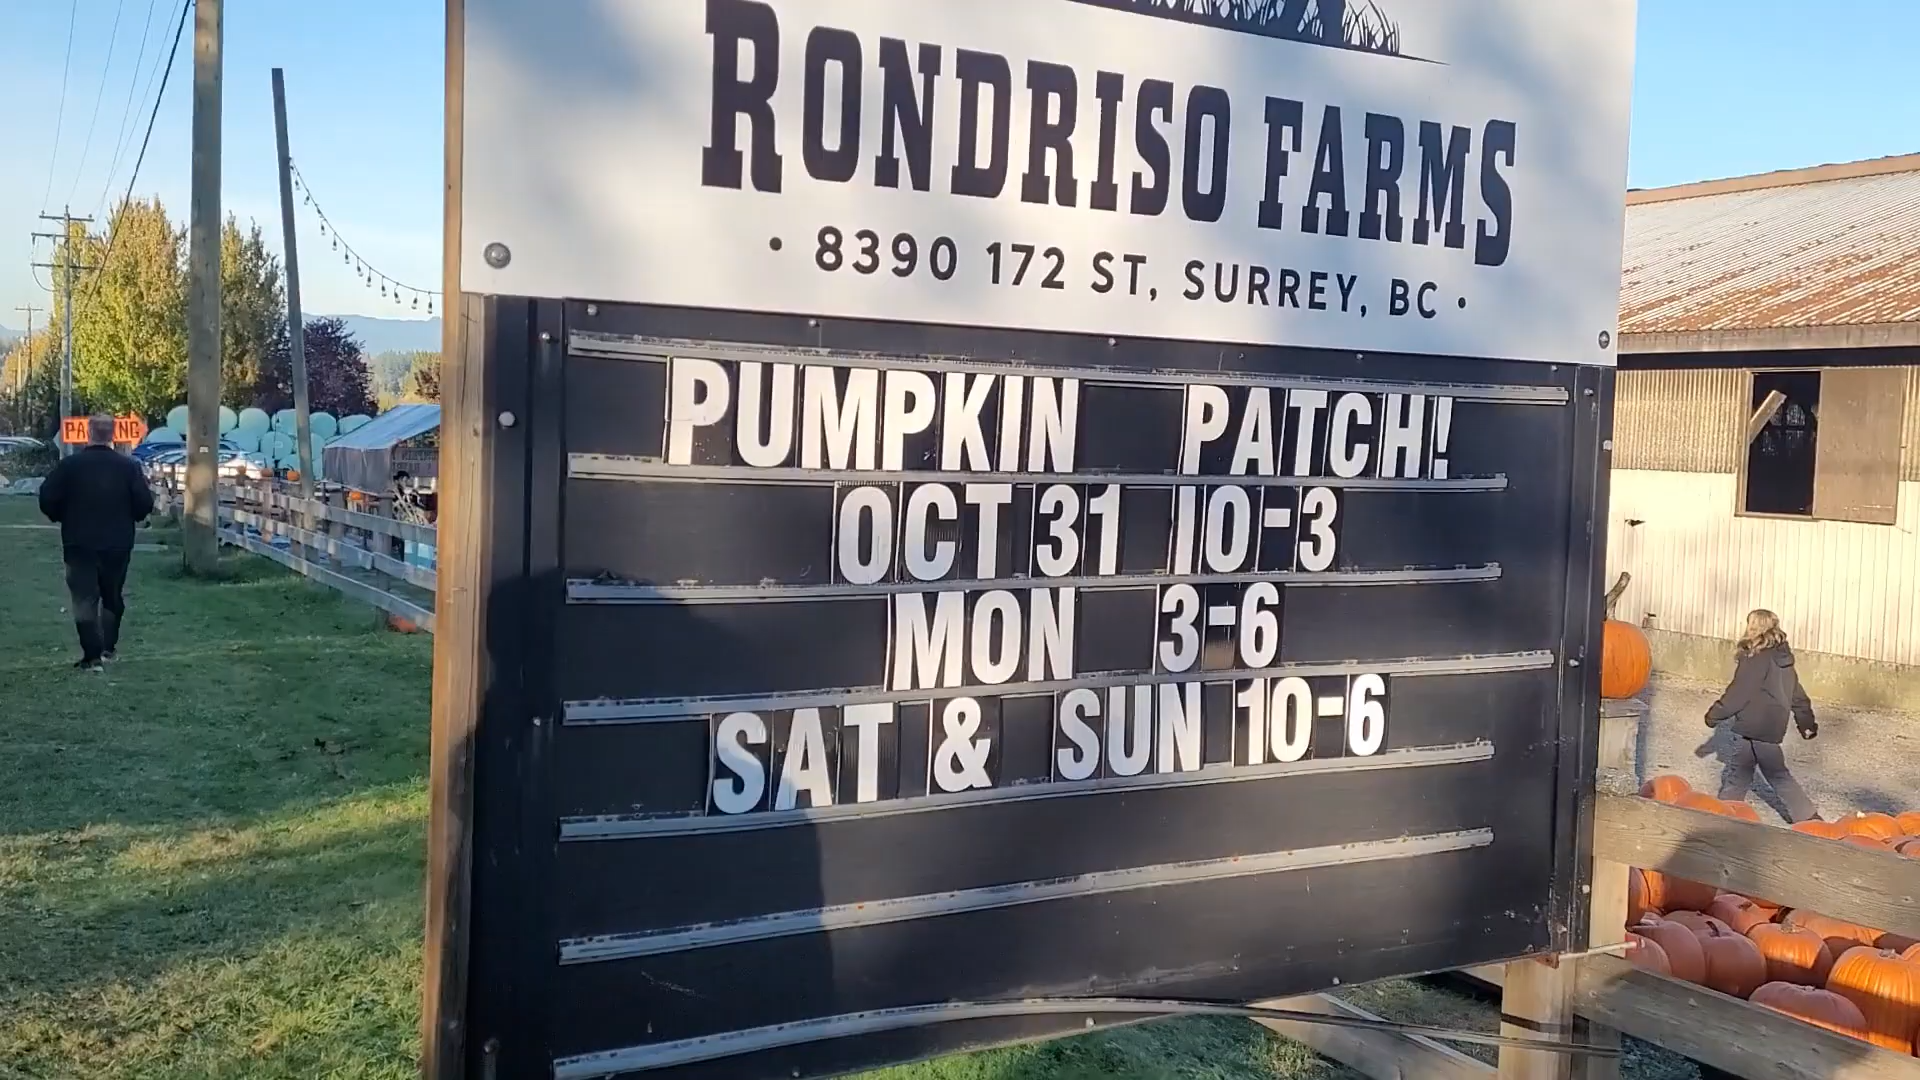 RONDRISO FARMS
• 8390 172 ST, SURREY, BC •
PUMPKIN PATCH!
OCT 31 10-3
MON 3-6
SAT & SUN 10-6
PARKING